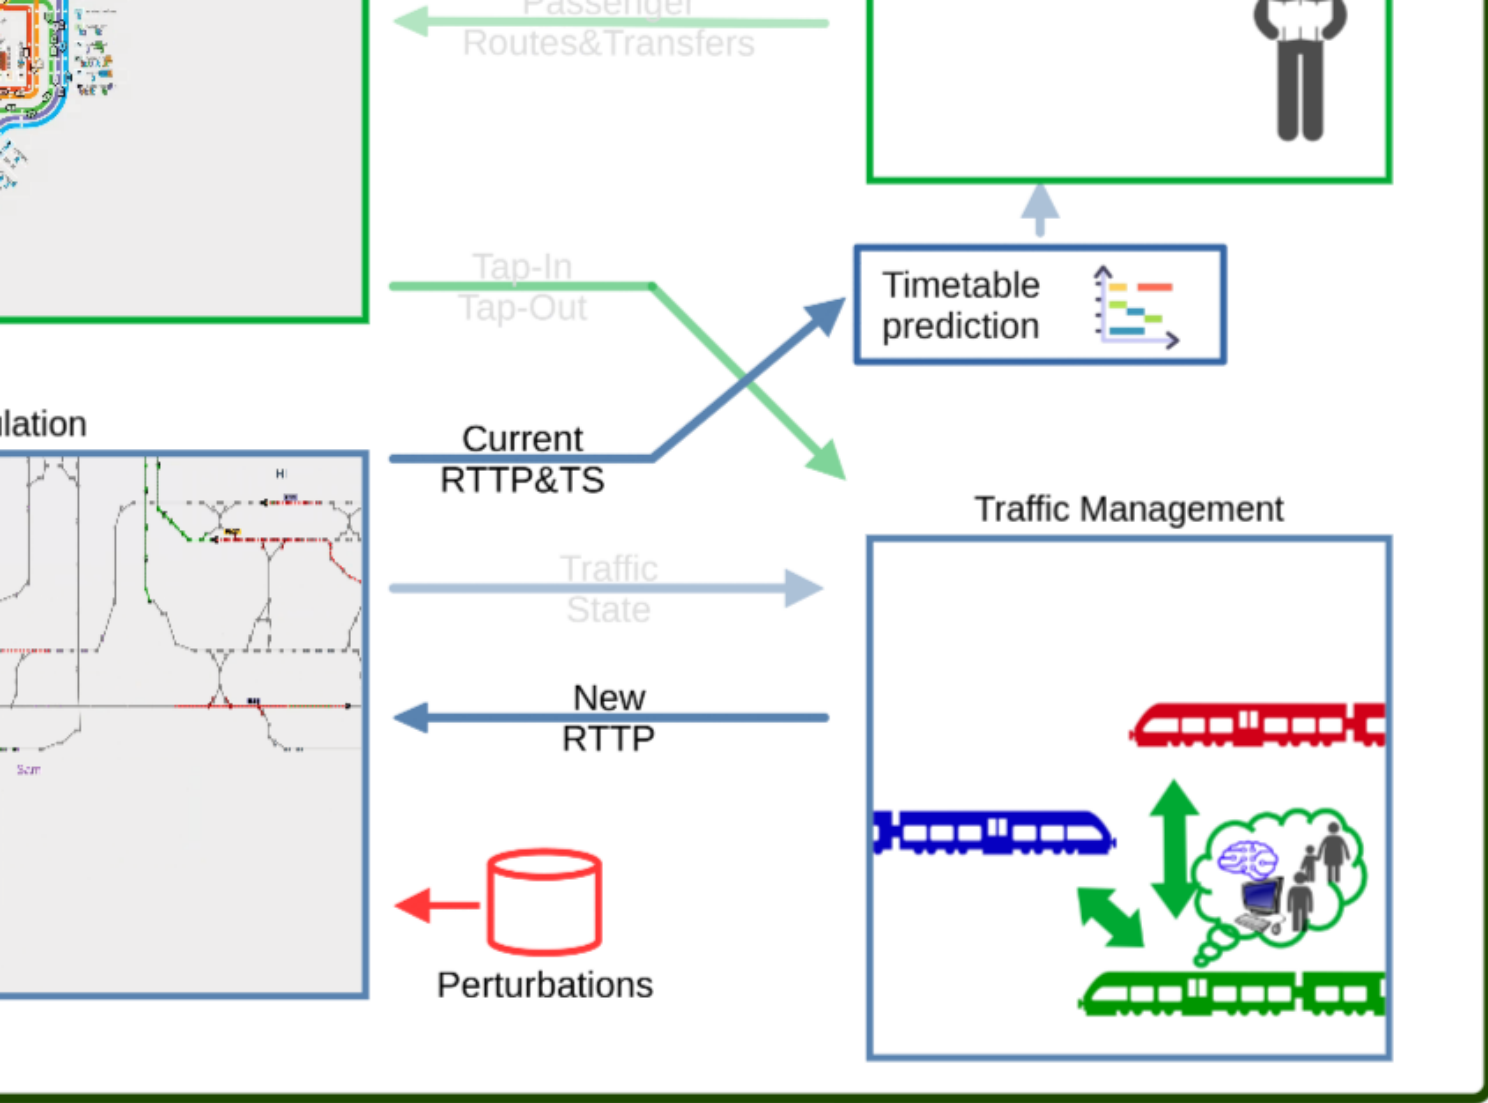 Passenger
Routes&Transfers
Tap-In
Tap-Out
Timetable
prediction
Current
RTTP&TS
Traffic Management
Traffic
State
New
RTTP
Perturbations